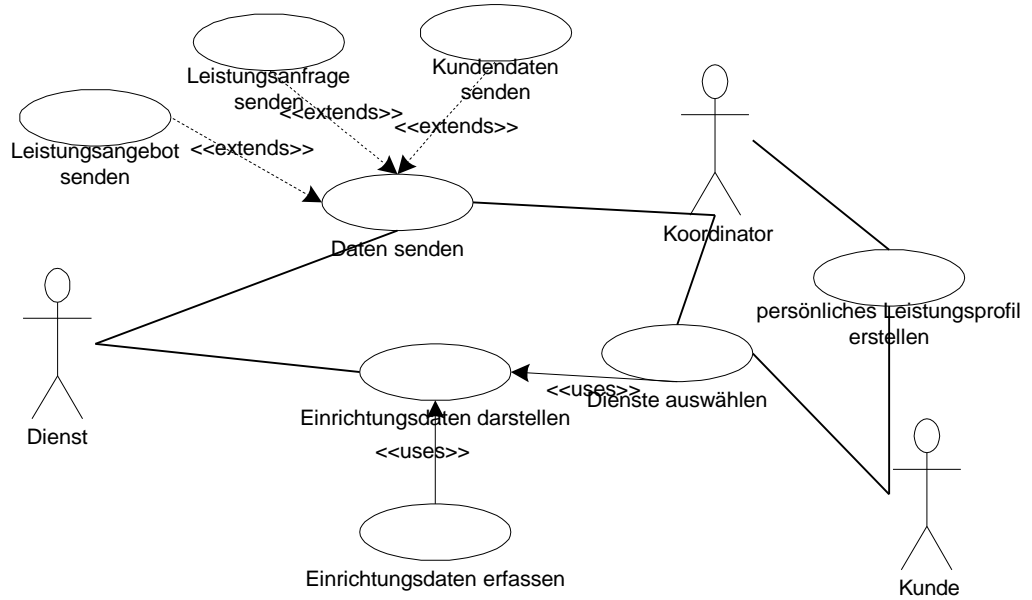 Leistungsanfrage
senden
Kundendaten
senden
<<extends>>
<<extends>>
Leistungsangebot
senden
<<extends>>
Koordinator
Daten senden
persönliches Leistungsprofil
erstellen
Dienst
<<uses>>
Dienste auswählen
Einrichtungsdaten darstellen
<<uses>>
Einrichtungsdaten erfassen
Kunde